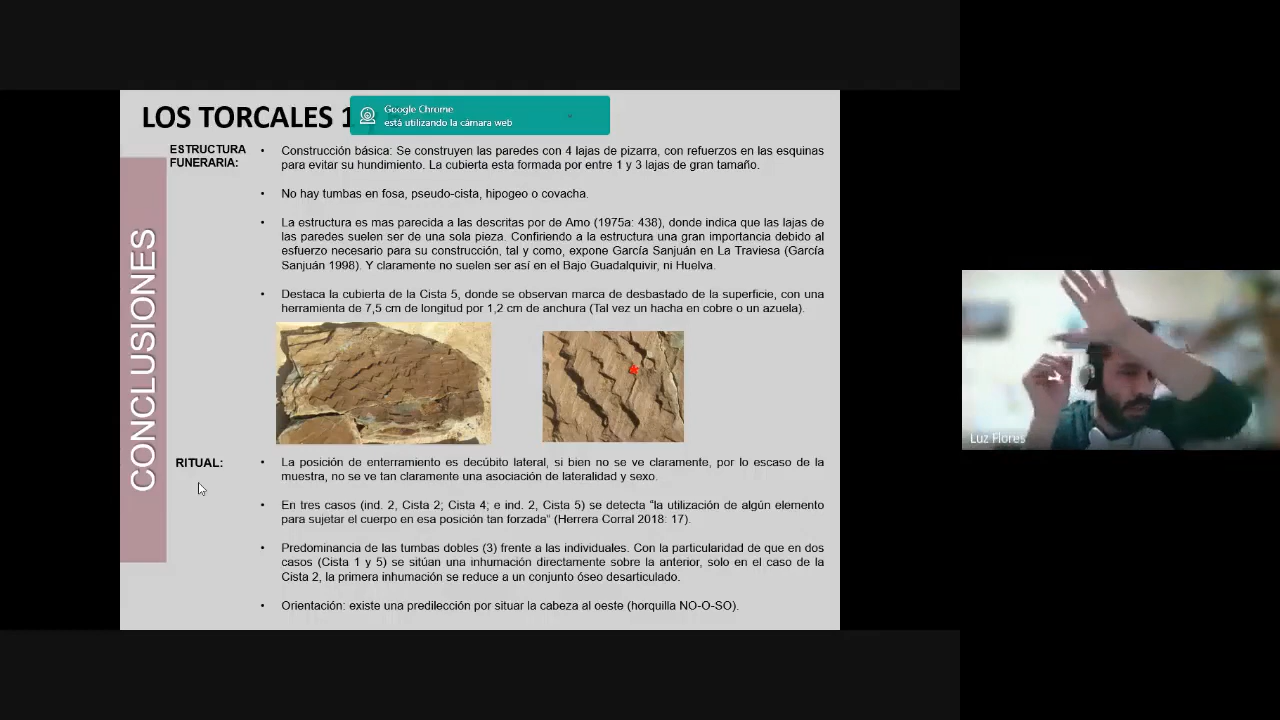 LOS TORCALES 1
Google Chrome
está utilizando la cámara web
CONCLUSIONES
ESTRUCTURA
FUNERARIA:
• Construcción básica: Se construyen las paredes con 4 lajas de pizarra, con refuerzos en las esquinas
para evitar su hundimiento. La cubierta esta formada por entre 1 y 3 lajas de gran tamaño.
• No hay tumbas en fosa, pseudo-cista, hipogeo o covacha.
• La estructura es mas parecida a las descritas por de Amo (1975a: 438), donde indica que las lajas de
las paredes suelen ser de una sola pieza. Confiriendo a la estructura una gran importancia debido al
esfuerzo necesario para su construcción, tal y como, expone García Sanjuán en La Traviesa (García
Sanjuán 1998). Y claramente no suelen ser así en el Bajo Guadalquivir, ni Huelva.
• Destaca la cubierta de la Cista 5, donde se observan marca de desbastado de la superficie, con una
herramienta de 7,5 cm de longitud por 1,2 cm de anchura (Tal vez un hacha en cobre o un azuela).
RITUAL:
• La posición de enterramiento es decúbito lateral, si bien no se ve claramente, por lo escaso de la
muestra, no se ve tan claramente una asociación de lateralidad y sexo.
• En tres casos (ind. 2, Cista 2; Cista 4; e ind. 2, Cista 5) se detecta "la utilización de algún elemento
para sujetar el cuerpo en esa posición tan forzada" (Herrera Corral 2018: 17).
• Predominancia de las tumbas dobles (3) frente a las individuales. Con la particularidad de que en dos
casos (Cista 1 y 5) se sitúan una inhumación directamente sobre la anterior, solo en el caso de la
Cista 2, la primera inhumación se reduce a un conjunto óseo desarticulado.
• Orientación: existe una predilección por situar la cabeza al oeste (horquilla NO-O-SO).
Luz Flores